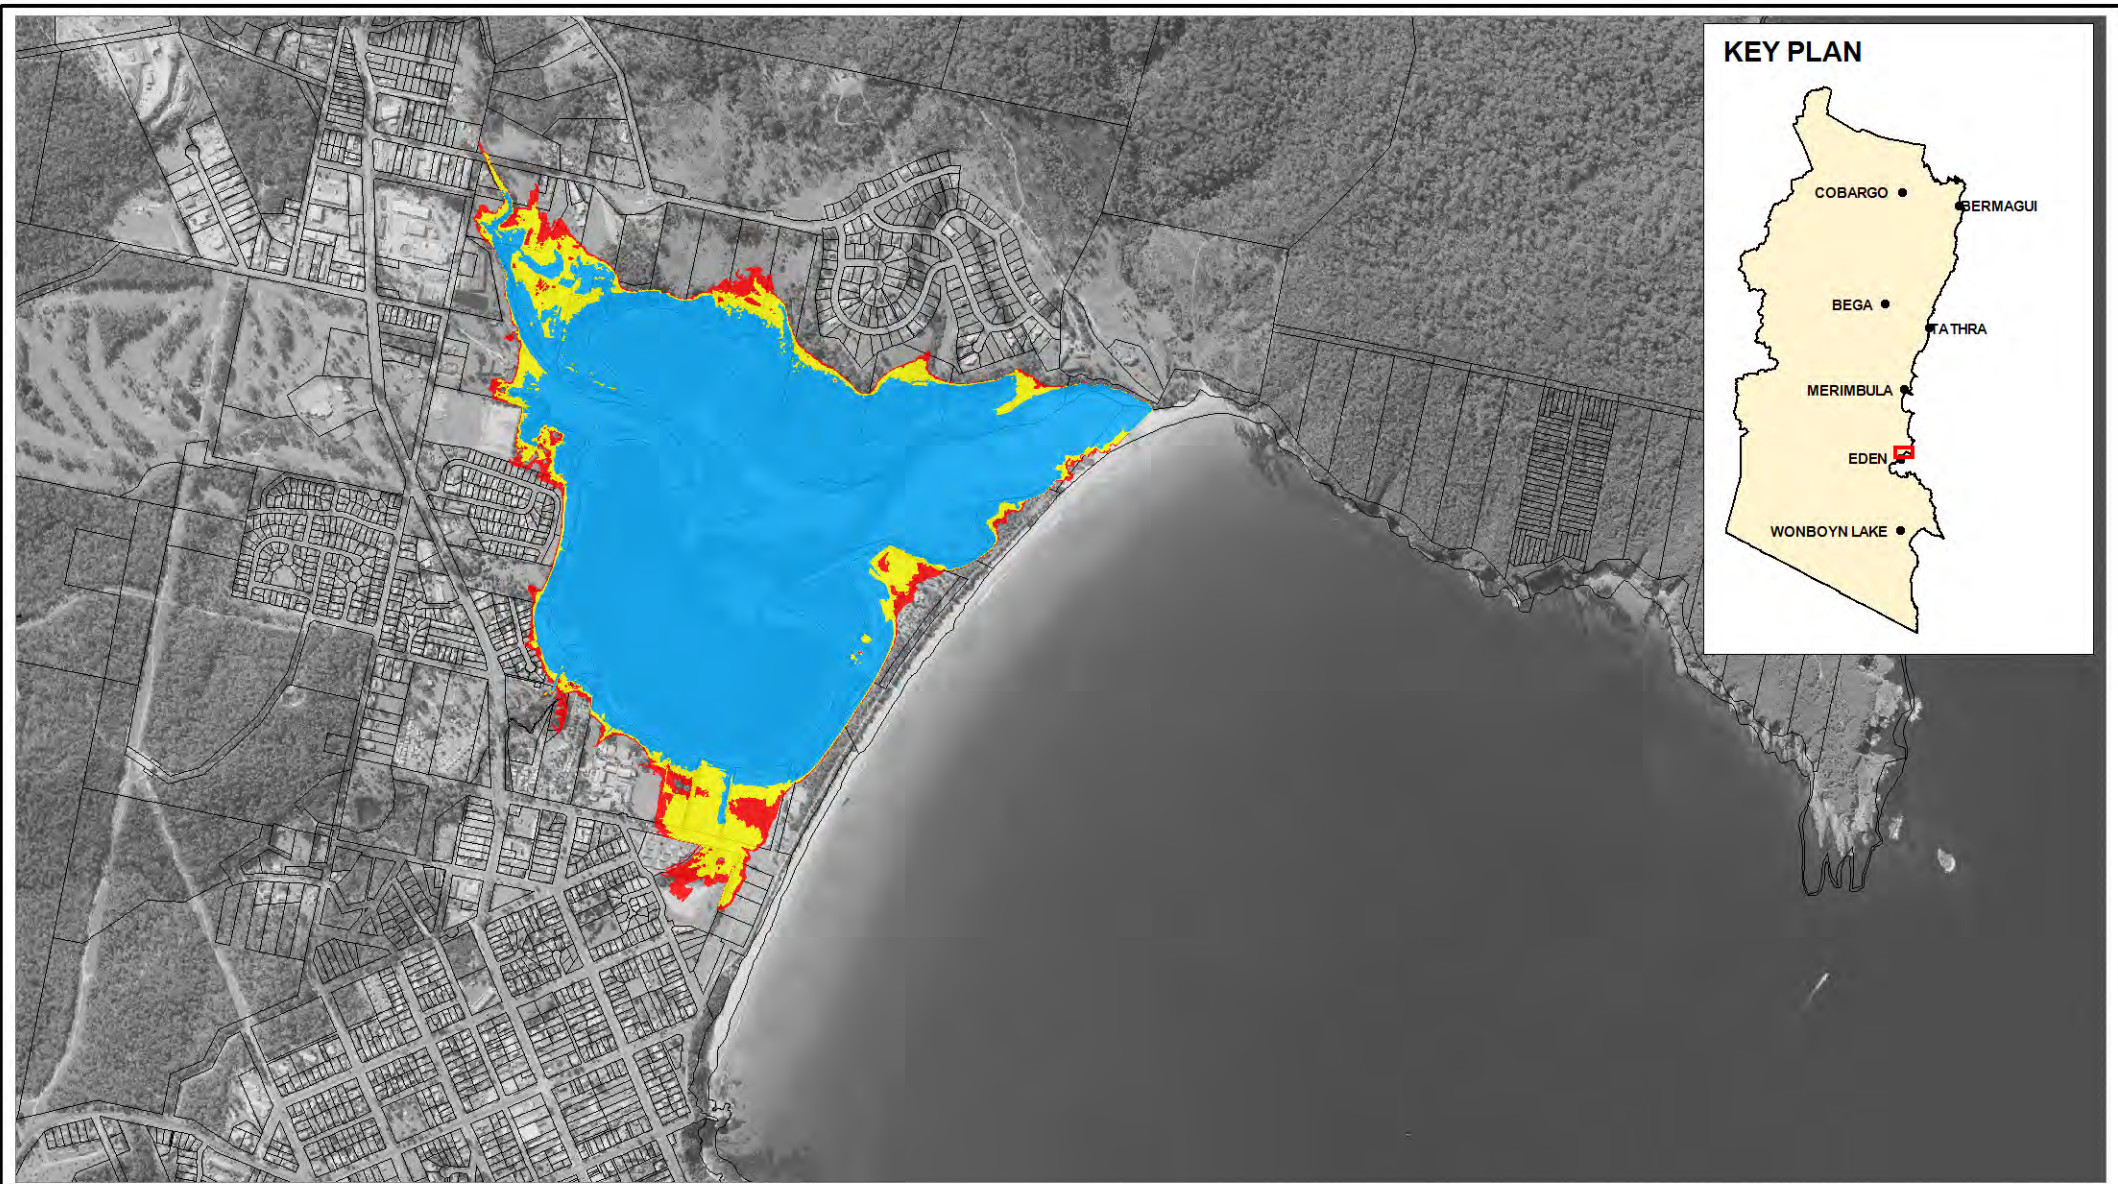 KEY PLAN
COBARGO
BERMAGUI
BEGA
TATHRA
MERIMBULA
EDEN
WONBOYN LAKE